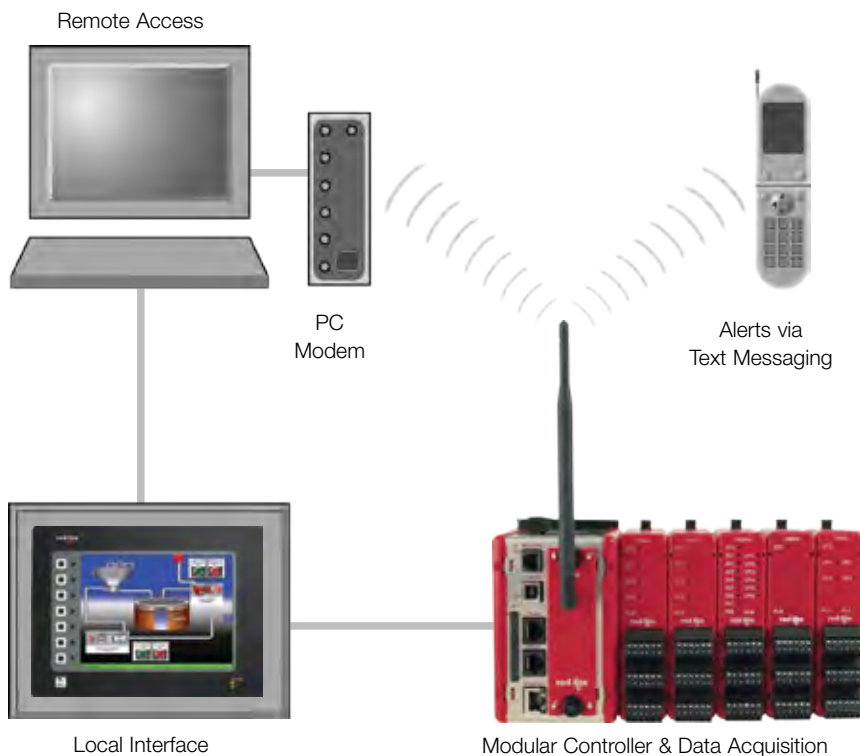 Remote Access
PC
Modem
Alerts via
Text Messaging
Local Interface
Modular Controller & Data Acquisition